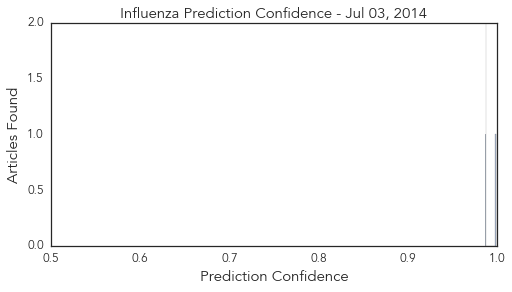 Influenza Prediction Confidence - Jul 03, 2014
2.0
1.5
1.0
0.5
0.0
Articles Found
0.5 0.6 0.7 0.8 0.9 1.0
Prediction Confidence